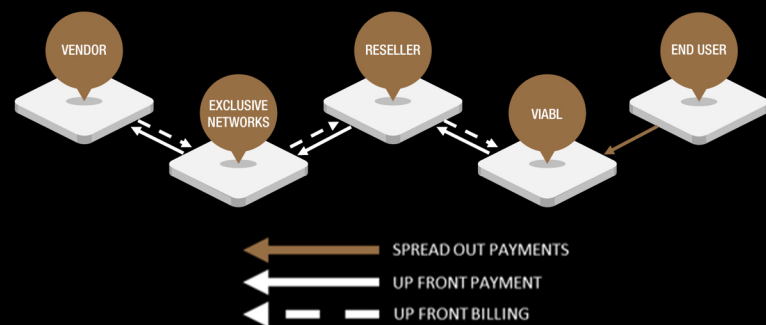 VENDOR
EXCLUSIVE
NETWORKS
RESELLER
VIABL
END USER
SPREAD OUT PAYMENTS
UP FRONT PAYMENT
UP FRONT BILLING